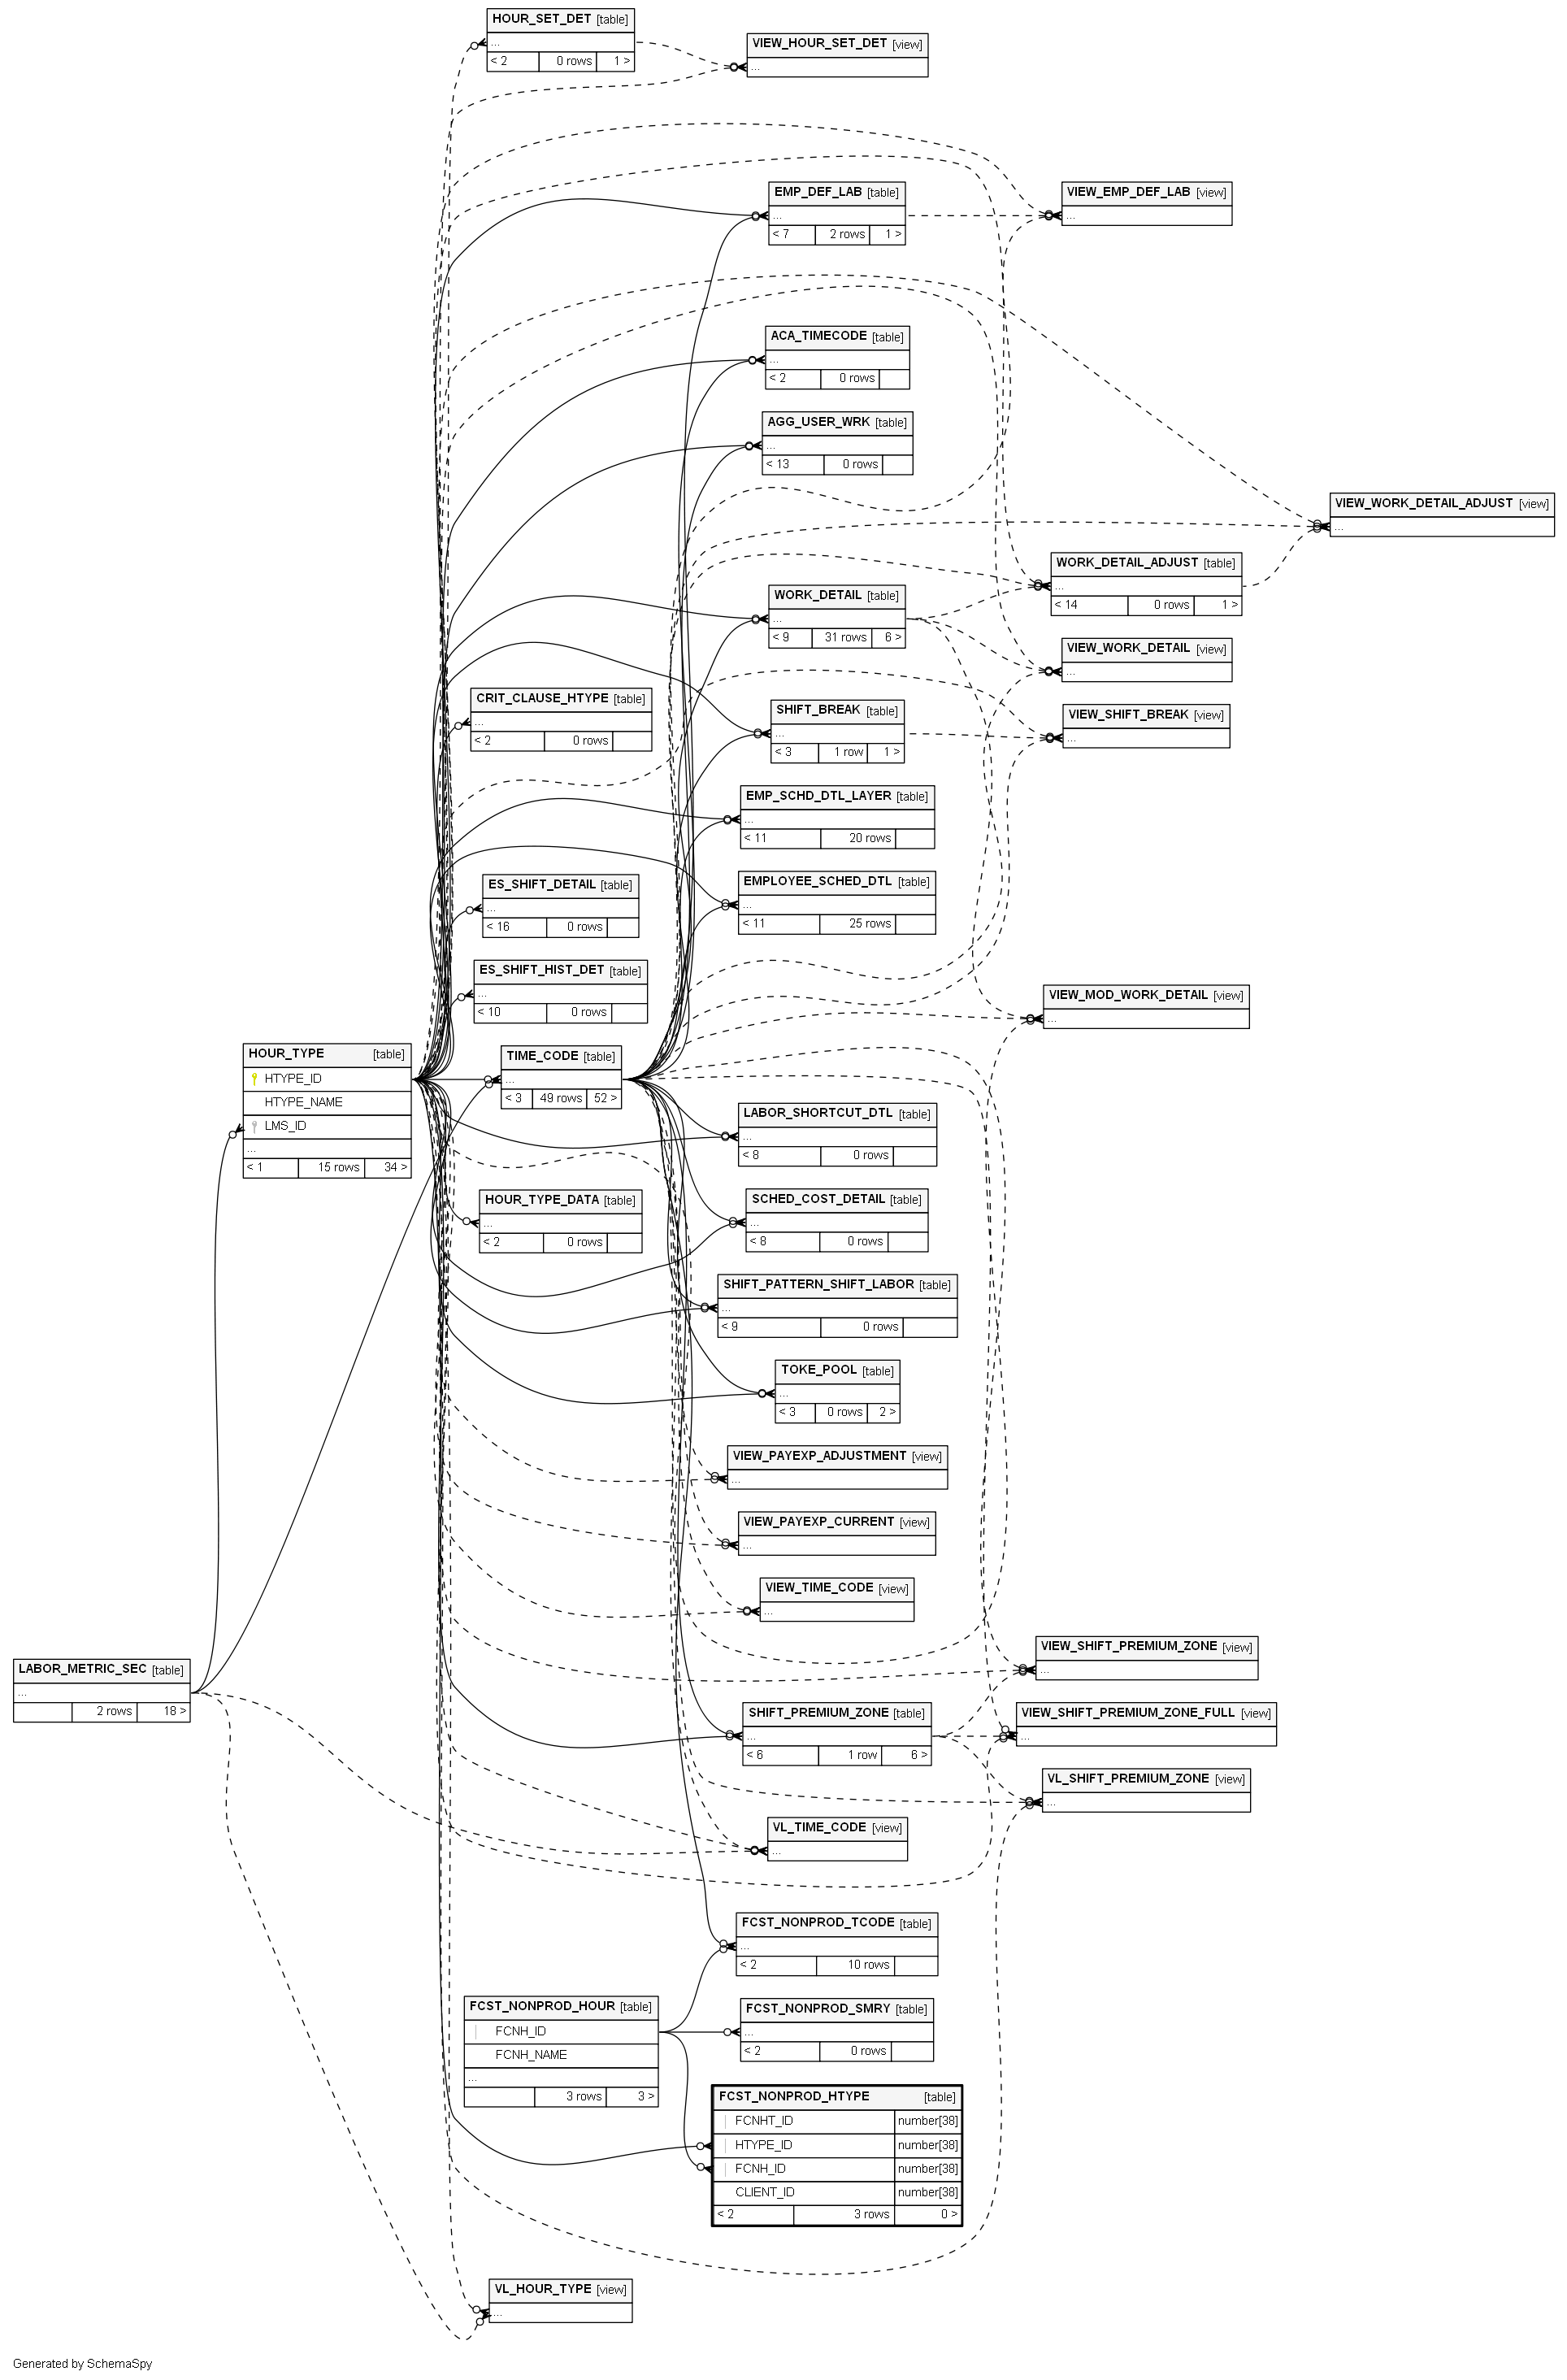 HOUR_SET_DET [table]
...
< 2 0 rows 1 >
VIEW_HOUR_SET_DET [view]
...
EMP_DEF_LAB [table]
...
< 7 2 rows 1 >
VIEW_EMP_DEF_LAB [view]
...
ACA_TIMECODE [table]
...
< 2 0 rows
AGG_USER_WRK [table]
...
< 13 0 rows
VIEW_WORK_DETAIL_ADJUST [view]
...
WORK_DETAIL_ADJUST [table]
...
< 14 0 rows 1 >
WORK_DETAIL [table]
...
< 9 31 rows 6 >
VIEW_WORK_DETAIL [view]
...
CRIT_CLAUSE_HTYPE [table]
...
< 2 0 rows
SHIFT_BREAK [table]
...
< 3 1 row 1 >
VIEW_SHIFT_BREAK [view]
...
EMP_SCHD_DTL_LAYER [table]
...
< 11 20 rows
ES_SHIFT_DETAIL [table]
...
< 16 0 rows
EMPLOYEE_SCHED_DTL [table]
...
< 11 25 rows
ES_SHIFT_HIST_DET [table]
...
< 10 0 rows
VIEW_MOD_WORK_DETAIL [view]
...
HOUR_TYPE [table]
HTYPE_ID
HTYPE_NAME
LMS_ID
...
< 1 15 rows 34 >
TIME_CODE [table]
...
< 3 49 rows 52 >
LABOR_SHORTCUT_DTL [table]
...
< 8 0 rows
HOUR_TYPE_DATA [table]
...
< 2 0 rows
SCHED_COST_DETAIL [table]
...
< 8 0 rows
SHIFT_PATTERN_SHIFT_LABOR [table]
...
< 9 0 rows
TOKE_POOL [table]
...
< 3 0 rows 2 >
VIEW_PAYEXP_ADJUSTMENT [view]
...
VIEW_PAYEXP_CURRENT [view]
...
VIEW_TIME_CODE [view]
...
VIEW_SHIFT_PREMIUM_ZONE [view]
...
LABOR_METRIC_SEC [table]
...
2 rows 18 >
SHIFT_PREMIUM_ZONE [table]
...
< 6 1 row 6 >
VIEW_SHIFT_PREMIUM_ZONE_FULL [view]
...
VL_SHIFT_PREMIUM_ZONE [view]
...
VL_TIME_CODE [view]
...
FCST_NONPROD_TCODE [table]
...
< 2 10 rows
FCST_NONPROD_HOUR [table]
FCNH_ID
FCNH_NAME
...
3 rows 3 >
FCST_NONPROD_SMRY [table]
...
< 2 0 rows
FCST_NONPROD_HTYPE [table]
FCNHT_ID number[38]
HTYPE_ID number[38]
FCNH_ID number[38]
CLIENT_ID number[38]
< 2 3 rows 0 >
VL_HOUR_TYPE [view]
...
Generated by SchemaSpy